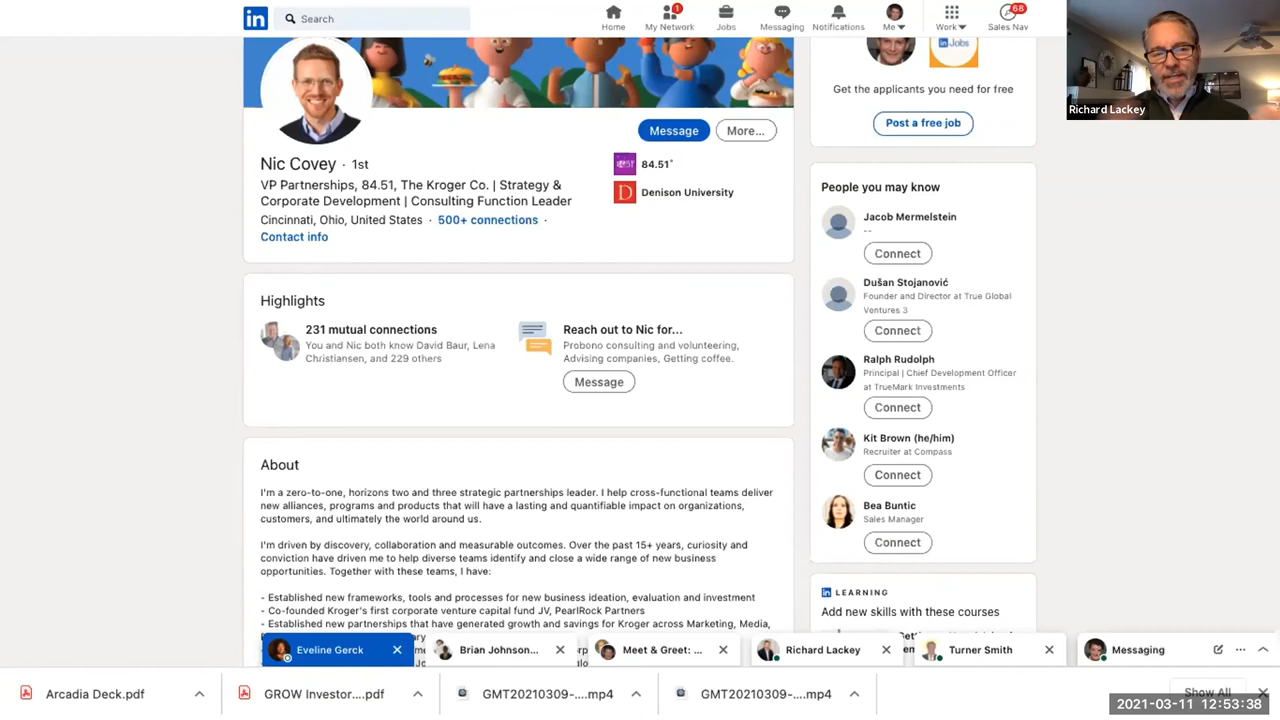 in
Search
Home
1
My Network
Jobs
Messaging
Notifications
Me
Work
68
Sales Nav
Richard Lackey
Jobs
Get the applicants you need for free
Post a free job
Message
More...
Nic Covey · 1st
VP Partnerships, 84.51, The Kroger Co. | Strategy &
Corporate Development | Consulting Function Leader
Cincinnati, Ohio, United States · 500+ connections ·
Contact info
84.51°
D Denison University
Highlights
231 mutual connections
You and Nic both know David Baur, Lena
Christiansen, and 229 others
Reach out to Nic for...
Probono consulting and volunteering,
Advising companies, Getting coffee.
Message
About
I'm a zero-to-one, horizons two and three strategic partnerships leader. I help cross-functional teams deliver
new alliances, programs and products that will have a lasting and quantifiable impact on organizations,
customers, and ultimately the world around us.
I'm driven by discovery, collaboration and measurable outcomes. Over the past 15+ years, curiosity and
conviction have driven me to help diverse teams identify and close a wide range of new business
opportunities. Together with these teams, I have:
- Established new frameworks, tools and processes for new business ideation, evaluation and investment
- Co-founded Kroger's first corporate venture capital fund JV, PearlRock Partners
- Established new partnerships that have generated growth and savings for Kroger across Marketing, Media,
People you may know
Jacob Mermelstein
--
Connect
Dušan Stojanović
Founder and Director at True Global
Ventures 3
Connect
Ralph Rudolph
Principal | Chief Development Officer
at TrueMark Investments
Connect
Kit Brown (he/him)
Recruiter at Compass
Connect
Bea Buntic
Sales Manager
Connect
in LEARNING
Add new skills with these courses
Eveline Gerck
Brian Johnson...
Meet & Greet: ...
Richard Lackey
Turner Smith
Messaging
Arcadia Deck.pdf
GROW Investor....pdf
GMT20210309-....mp4
GMT20210309-....mp4
Show All
2021-03-11 12:53:38